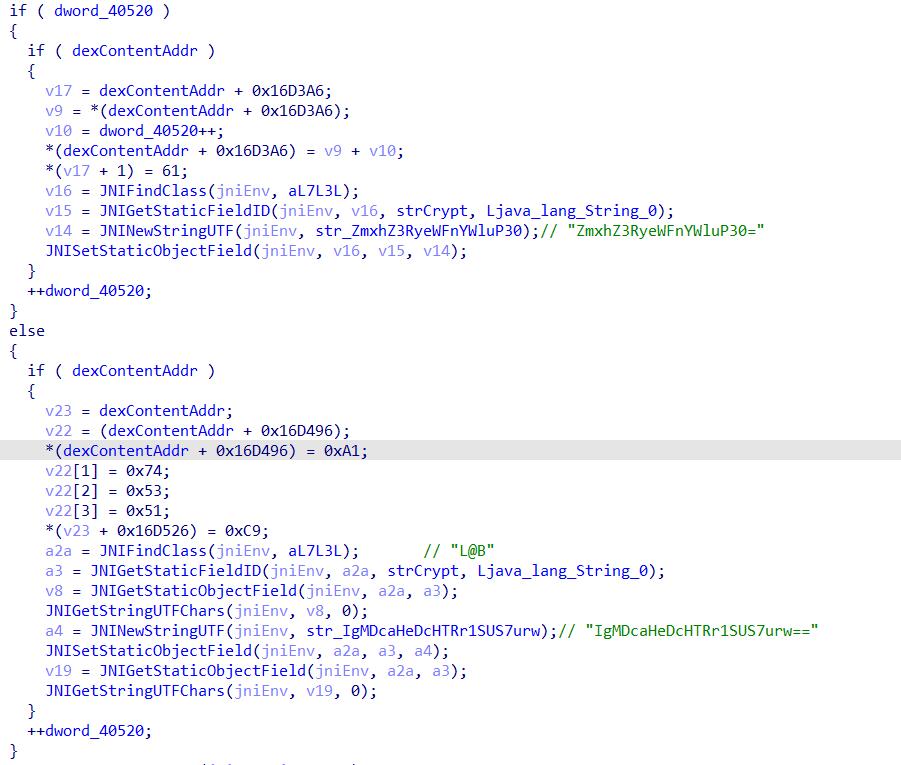 if ( dword_40520 )
{
if ( dexContentAddr )
{
v17 = dexContentAddr + 0x16D3A6;
v9 = *(dexContentAddr + 0x16D3A6);
v10 = dword_40520++;
*(dexContentAddr + 0x16D3A6) = v9 + v10;
*(v17 + 1) = 61;
v16 = JNIFindClass(jniEnv, aL7L3L);
v15 = JNIGetStaticFieldID(jniEnv, v16, strCrypt, Ljava_lang_String_0);
v14 = JNINewStringUTF(jniEnv, str_ZmxhZ3RyeWFnYWluP30);// "ZmxhZ3RyeWFnYWluP30="
JNISetStaticObjectField(jniEnv, v16, v15, v14);
}
++dword_40520;
}
else
{
if ( dexContentAddr )
{
v23 = dexContentAddr;
v22 = (dexContentAddr + 0x16D496);
*(dexContentAddr + 0x16D496) = 0xA1;
v22[1] = 0x74;
v22[2] = 0x53;
v22[3] = 0x51;
*(v23 + 0x16D526) = 0xC9;
a2a = JNIFindClass(jniEnv, aL7L3L); // "L@B"
a3 = JNIGetStaticFieldID(jniEnv, a2a, strCrypt, Ljava_lang_String_0);
v8 = JNIGetStaticObjectField(jniEnv, a2a, a3);
JNIGetStringUTFChars(jniEnv, v8, 0);
a4 = JNINewStringUTF(jniEnv, str_IgMDcaHeDcHTRr1SUS7urw);// "IgMDcaHeDcHTRr1SUS7urw=="
JNISetStaticObjectField(jniEnv, a2a, a3, a4);
v19 = JNIGetStaticObjectField(jniEnv, a2a, a3);
JNIGetStringUTFChars(jniEnv, v19, 0);
}
++dword_40520;
}